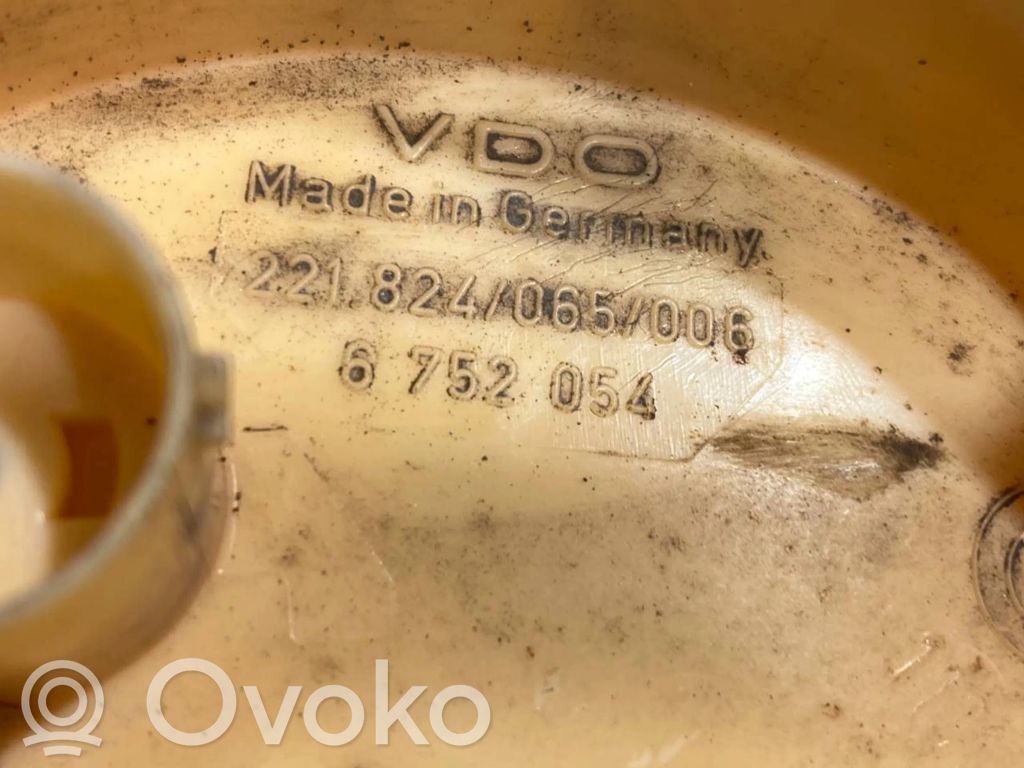 VDO
Made in Germany
221.824/065/006
6 752 054
Ovoko